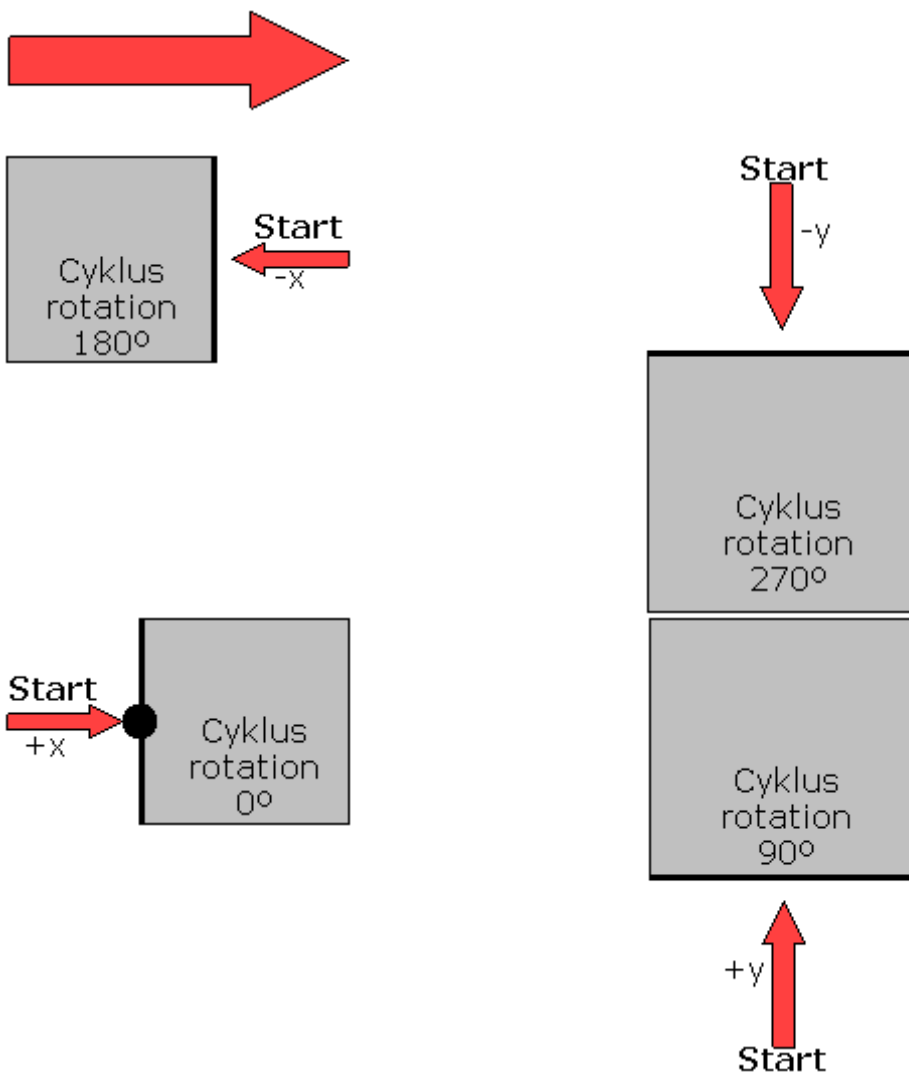 Start
-x
Cyklus
rotation
180º
Start
-y
Cyklus
rotation
270º
Start
+x
Cyklus
rotation
0º
Cyklus
rotation
90º
+y
Start